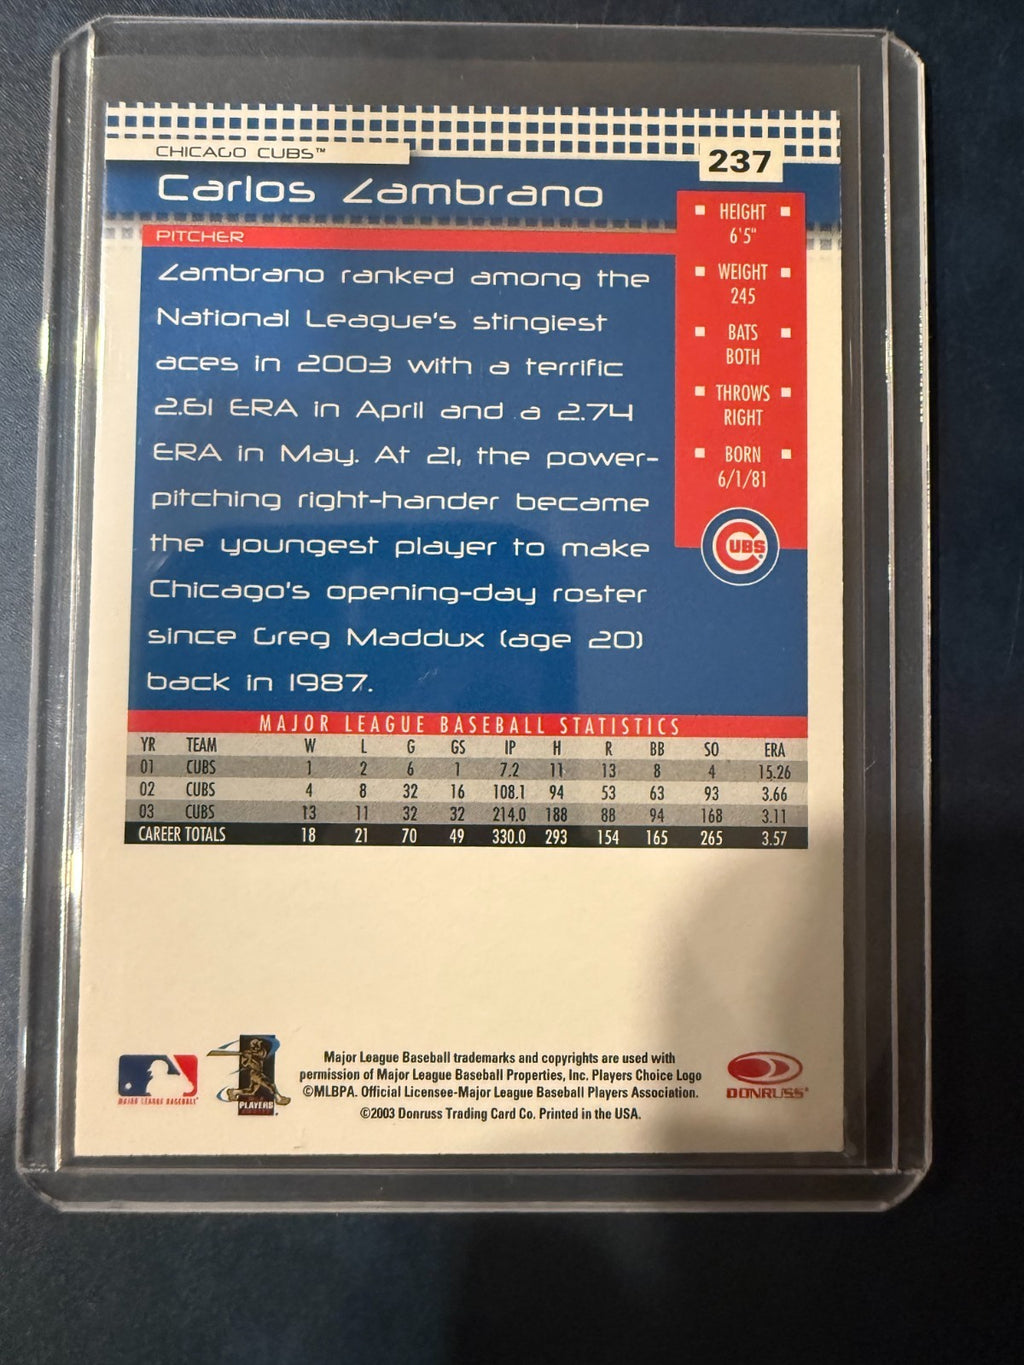 CHICAGO CUBS™
237
Carlos Zambrano
PITCHER
HEIGHT
6'5"
WEIGHT
245
BATS
BOTH
THROWS
RIGHT
BORN
6/1/81
CUBS
Zambrano ranked among the
National League's stingiest
aces in 2003 with a terrific
2.61 ERA in April and a 2.74
ERA in May. At 21, the power-
pitching right-hander became
the youngest player to make
Chicago's opening-day roster
since Greg Maddux (age 20)
back in 1987.
MAJOR LEAGUE BASEBALL STATISTICS
YR TEAM W L G GS IP H R BB SO ERA
01 CUBS 1 2 6 1 7.2 11 13 8 4 15.26
02 CUBS 4 8 32 16 108.1 94 53 63 93 3.66
03 CUBS 13 11 32 32 214.0 188 88 94 168 3.11
CAREER TOTALS 18 21 70 49 330.0 293 154 165 265 3.57
MAJOR LEAGUE BASEBALL
PLAYERS
Major League Baseball trademarks and copyrights are used with
permission of Major League Baseball Properties, Inc. Players Choice Logo
©MLBPA. Official Licensee-Major League Baseball Players Association.
©2003 Donruss Trading Card Co. Printed in the USA.
DONRUSS